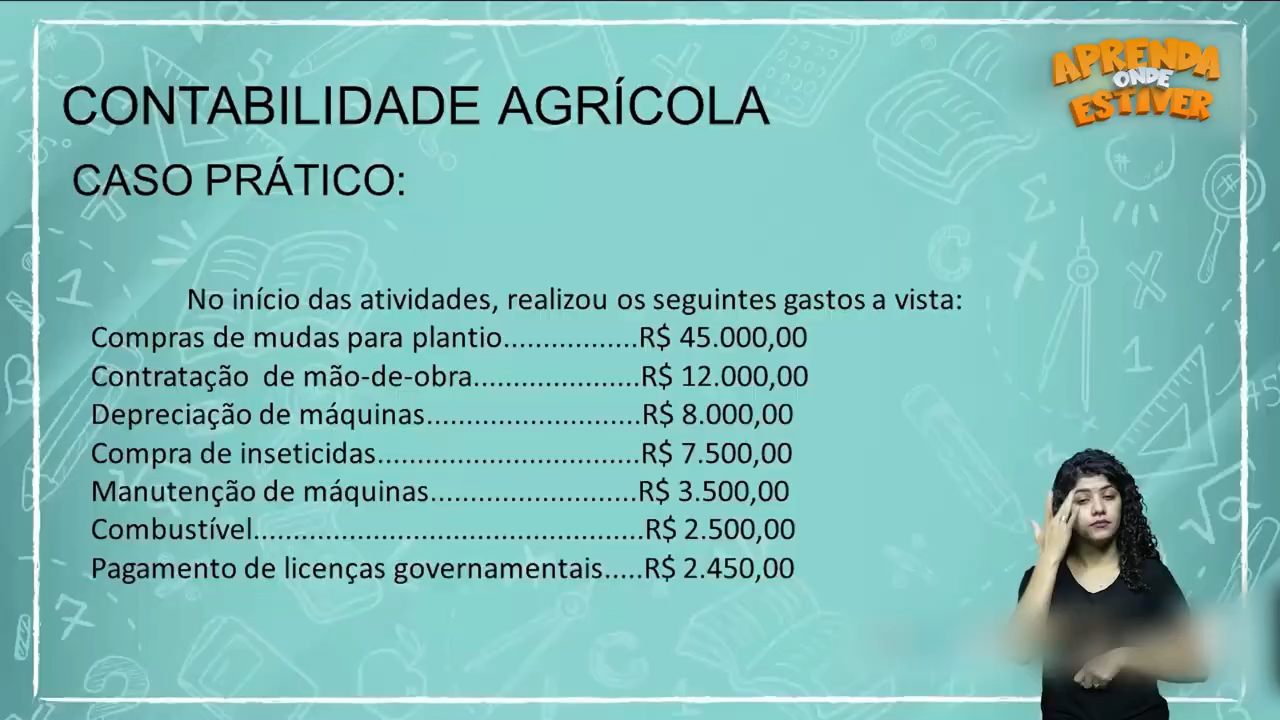 APRENDA
ONDE
ESTIVER
CONTABILIDADE AGRÍCOLA
CASO PRÁTICO:
No início das atividades, realizou os seguintes gastos a vista:
Compras de mudas para plantio.................R$ 45.000,00
Contratação  de mão-de-obra.....................R$ 12.000,00
Depreciação de máquinas...........................R$ 8.000,00
Compra de inseticidas.................................R$ 7.500,00
Manutenção de máquinas..........................R$ 3.500,00
Combustível.................................................R$ 2.500,00
Pagamento de licenças governamentais.....R$ 2.450,00